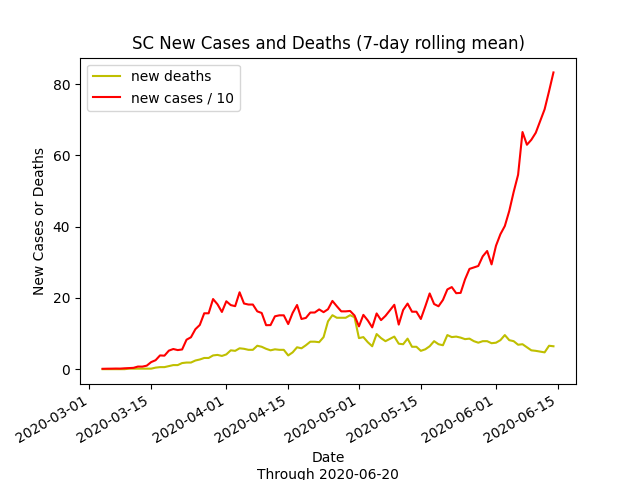 SC New Cases and Deaths (7-day rolling mean)
new deaths
new cases / 10
New Cases or Deaths
80
60
40
20
0
2020-03-01
2020-03-15
2020-04-01
2020-04-15
2020-05-01
2020-05-15
2020-06-01
2020-06-15
Date
Through 2020-06-20